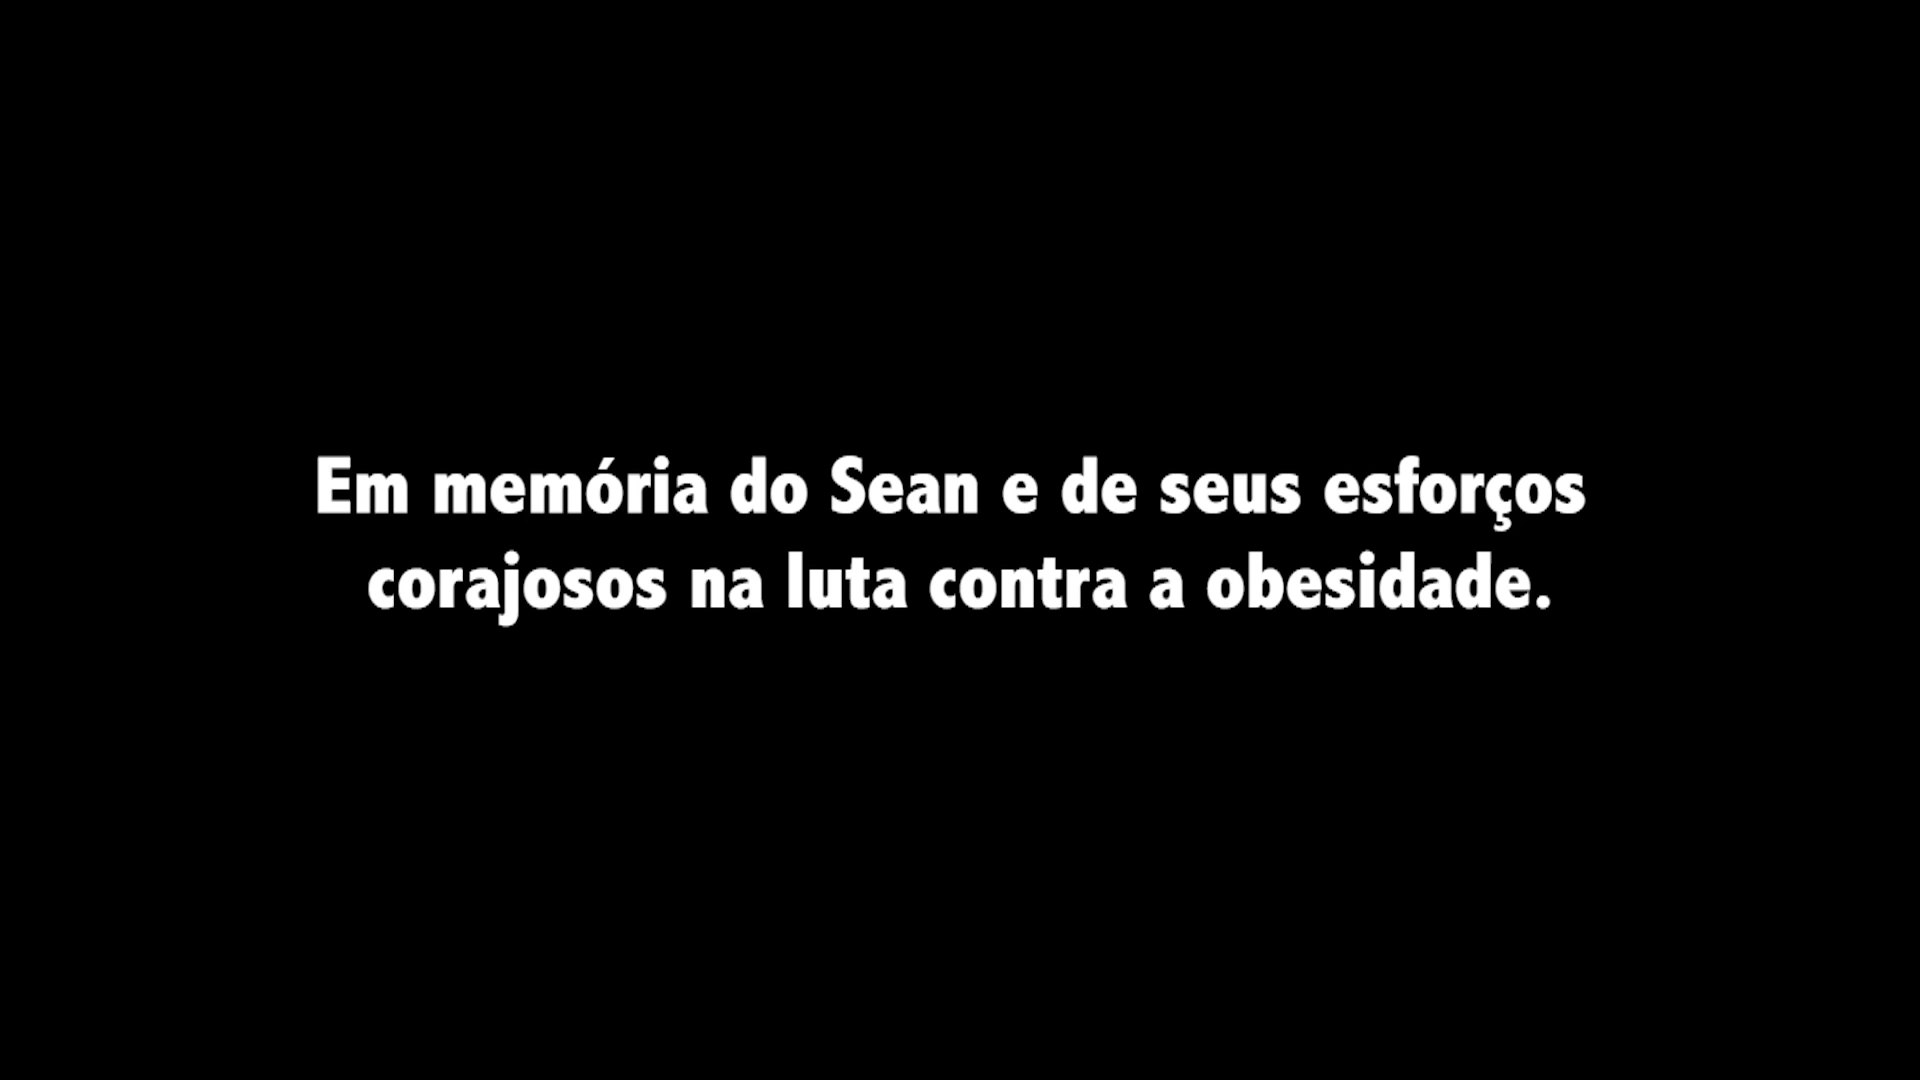 Em memória do Sean e de seus esforços
corajosos na luta contra a obesidade.